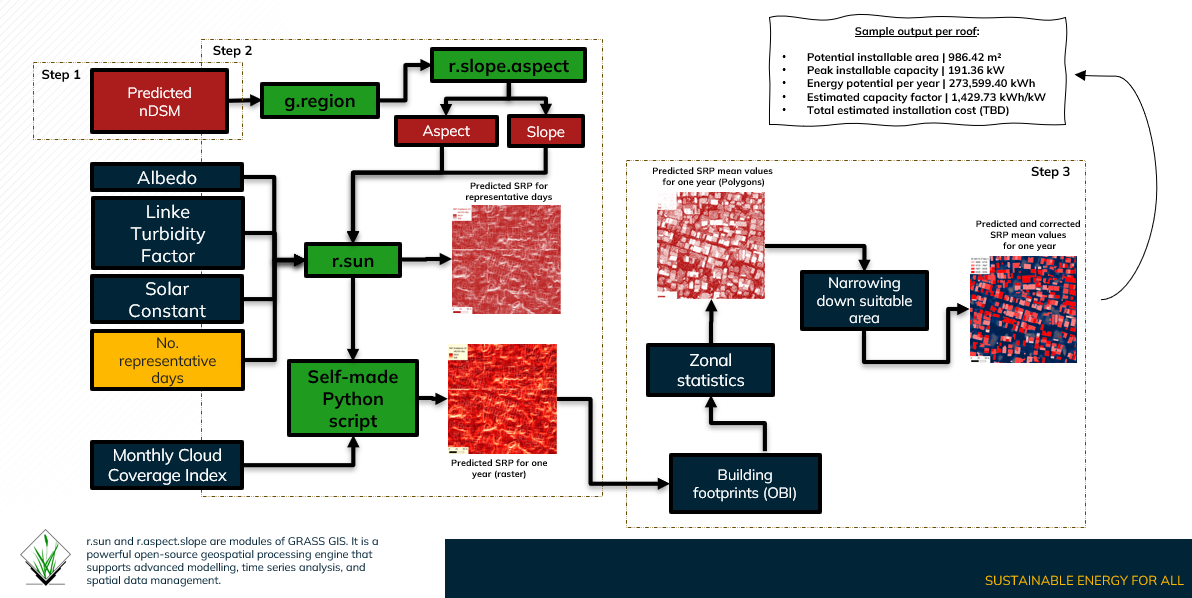 Step 1
Predicted
nDSM
Step 2
g.region
r.slope.aspect
Aspect
Slope
Albedo
Linke
Turbidity
Factor
Solar
Constant
No.
representative
days
Monthly Cloud
Coverage Index
r.sun
Self-made
Python
script
Predicted SRP for
representative days
Predicted SRP for one
year (raster)
Step 3
Predicted SRP mean values
for one year (Polygons)
Zonal
statistics
Building
footprints (OBI)
Narrowing
down suitable
area
Predicted and corrected
SRP mean values
for one year
Sample output per roof:
• Potential installable area | 986.42 m²
• Peak installable capacity | 191.36 kW
• Energy potential per year | 273,599.40 kWh
• Estimated capacity factor | 1,429.73 kWh/kW
• Total estimated installation cost (TBD)
r.sun and r.aspect.slope are modules of GRASS GIS. It is a
powerful open-source geospatial processing engine that
supports advanced modelling, time series analysis, and
spatial data management.
SUSTAINABLE ENERGY FOR ALL